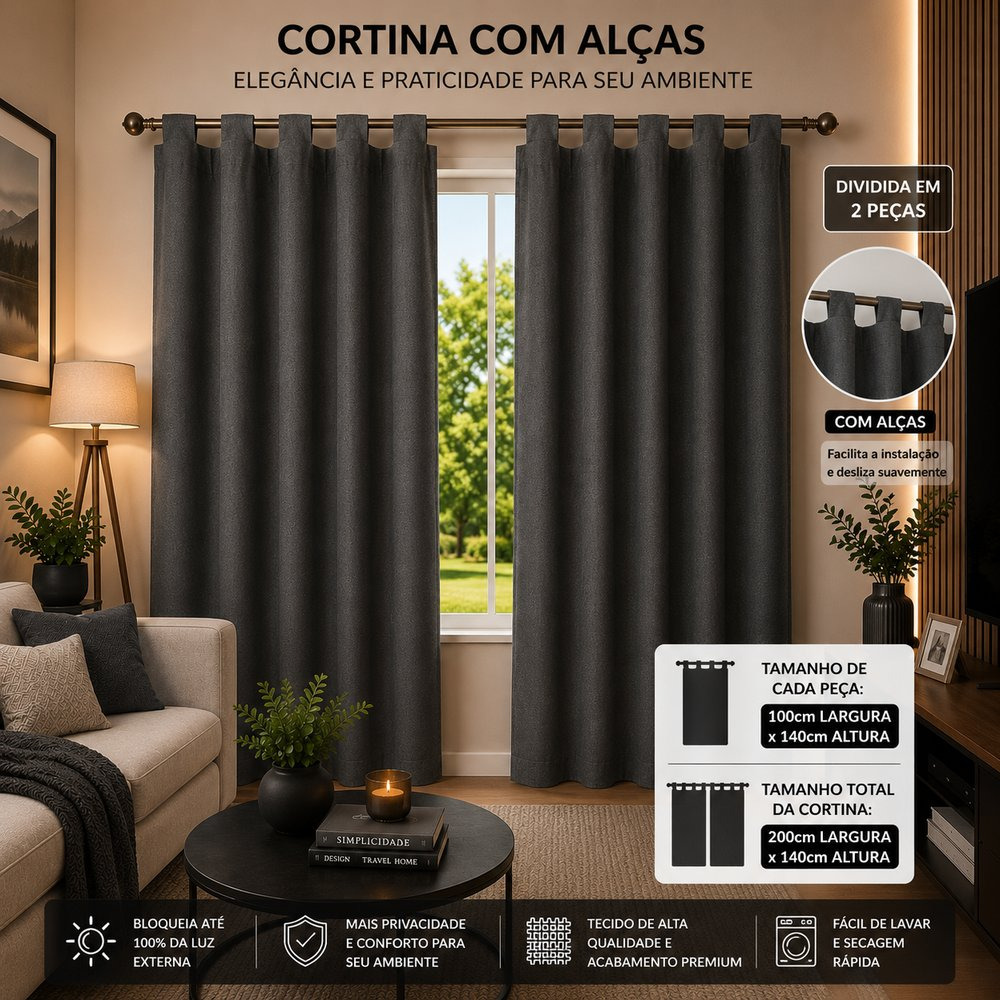 CORTINA COM ALÇAS
ELEGÂNCIA E PRATICIDADE PARA SEU AMBIENTE
DIVIDIDA EM
2 PEÇAS
COM ALÇAS
Facilita a instalação
e desliza suavemente
TAMANHO DE
CADA PEÇA:
100cm LARGURA
x 140cm ALTURA
TAMANHO TOTAL
DA CORTINA:
200cm LARGURA
x 140cm ALTURA
SIMPLICIDADE
DESIGN TRAVEL HOME
BLOQUEIA ATÉ
100% DA LUZ
EXTERNA
MAIS PRIVACIDADE
E CONFORTO PARA
SEU AMBIENTE
TECIDO DE ALTA
QUALIDADE E
ACABAMENTO PREMIUM
FÁCIL DE LAVAR
E SECAGEM
RÁPIDA